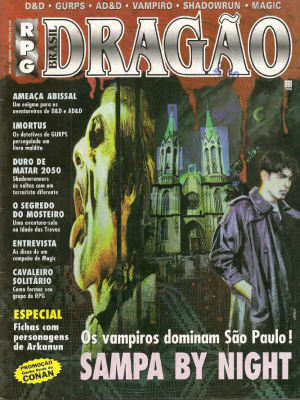 D&D • GURPS • AD&D • VAMPIRO • SHADOWRUN • MAGIC
RPG
BRASIL
DRAGÃO
AMEAÇA ABISSAL
Um enigma para os
aventureiros de D&D e AD&D
IMORTUS
Os detetives de GURPS
perseguindo um
livro maldito
DURO DE
MATAR 2050
Shadowrunners
às voltas com um
terrorista diferente
O SEGREDO
DO MOSTEIRO
Uma aventura-solo
na Idade das Trevas
ENTREVISTA
As dicas de um
campeão de Magic
CAVALEIRO
SOLITÁRIO
Como formar seu
grupo de RPG
ESPECIAL
Fichas com
personagens
de Arkanun
PROMOÇÃO
CONAN
Os vampiros dominam São Paulo!
SAMPA BY NIGHT